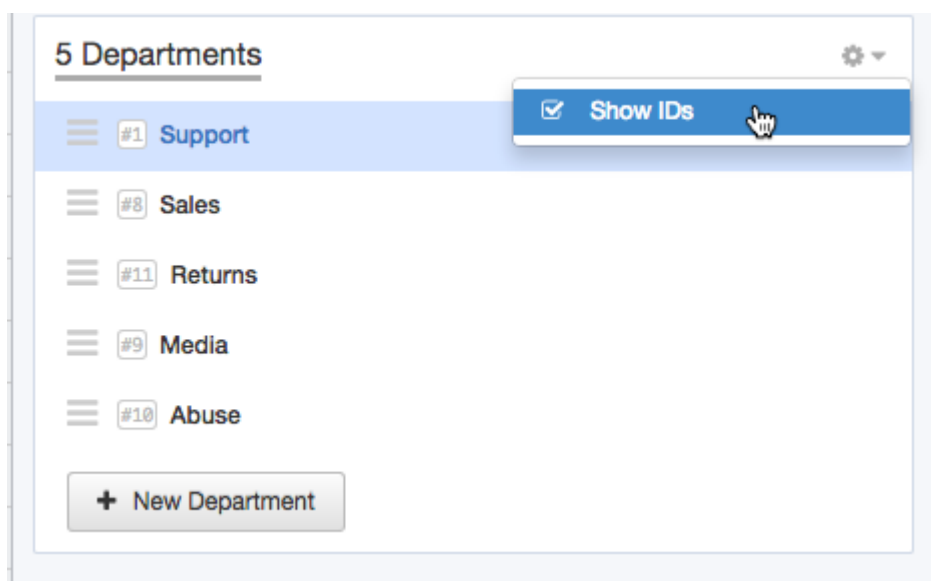 5 Departments
Show IDs
#1 Support
#8 Sales
#11 Returns
#9 Media
#10 Abuse
+ New Department